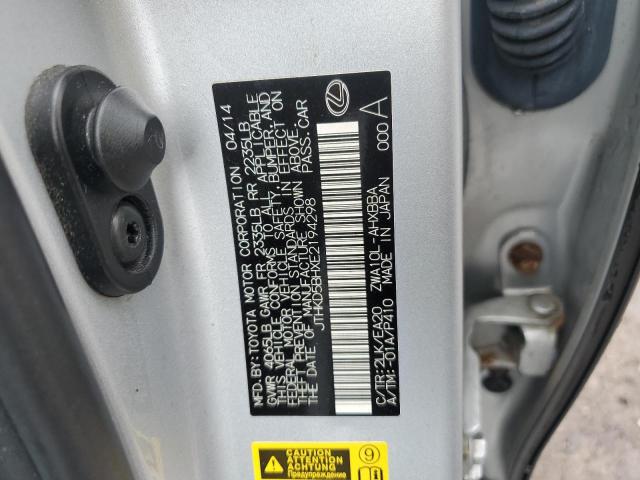 MFD.BY:TOYOTA MOTOR CORPORATION 04/14
GVWR 4065LB GAWR FR 2335LB RR 2235LB
THIS VEHICLE CONFORMS TO ALL APPLICABLE
FEDERAL MOTOR VEHICLE SAFETY, BUMPER, AND
THEFT PREVENTION STANDARDS IN EFFECT ON
THE DATE OF MANUFACTURE SHOWN ABOVE.
JTHKD5BHXE2194298 PASS.CAR
C/TR:2LK/EA20 ZWA10L-AHXBBA 000 A
A/TM:-01A/P410 MADE IN JAPAN
CAUTION
ATTENTION
ACHTUNG
9